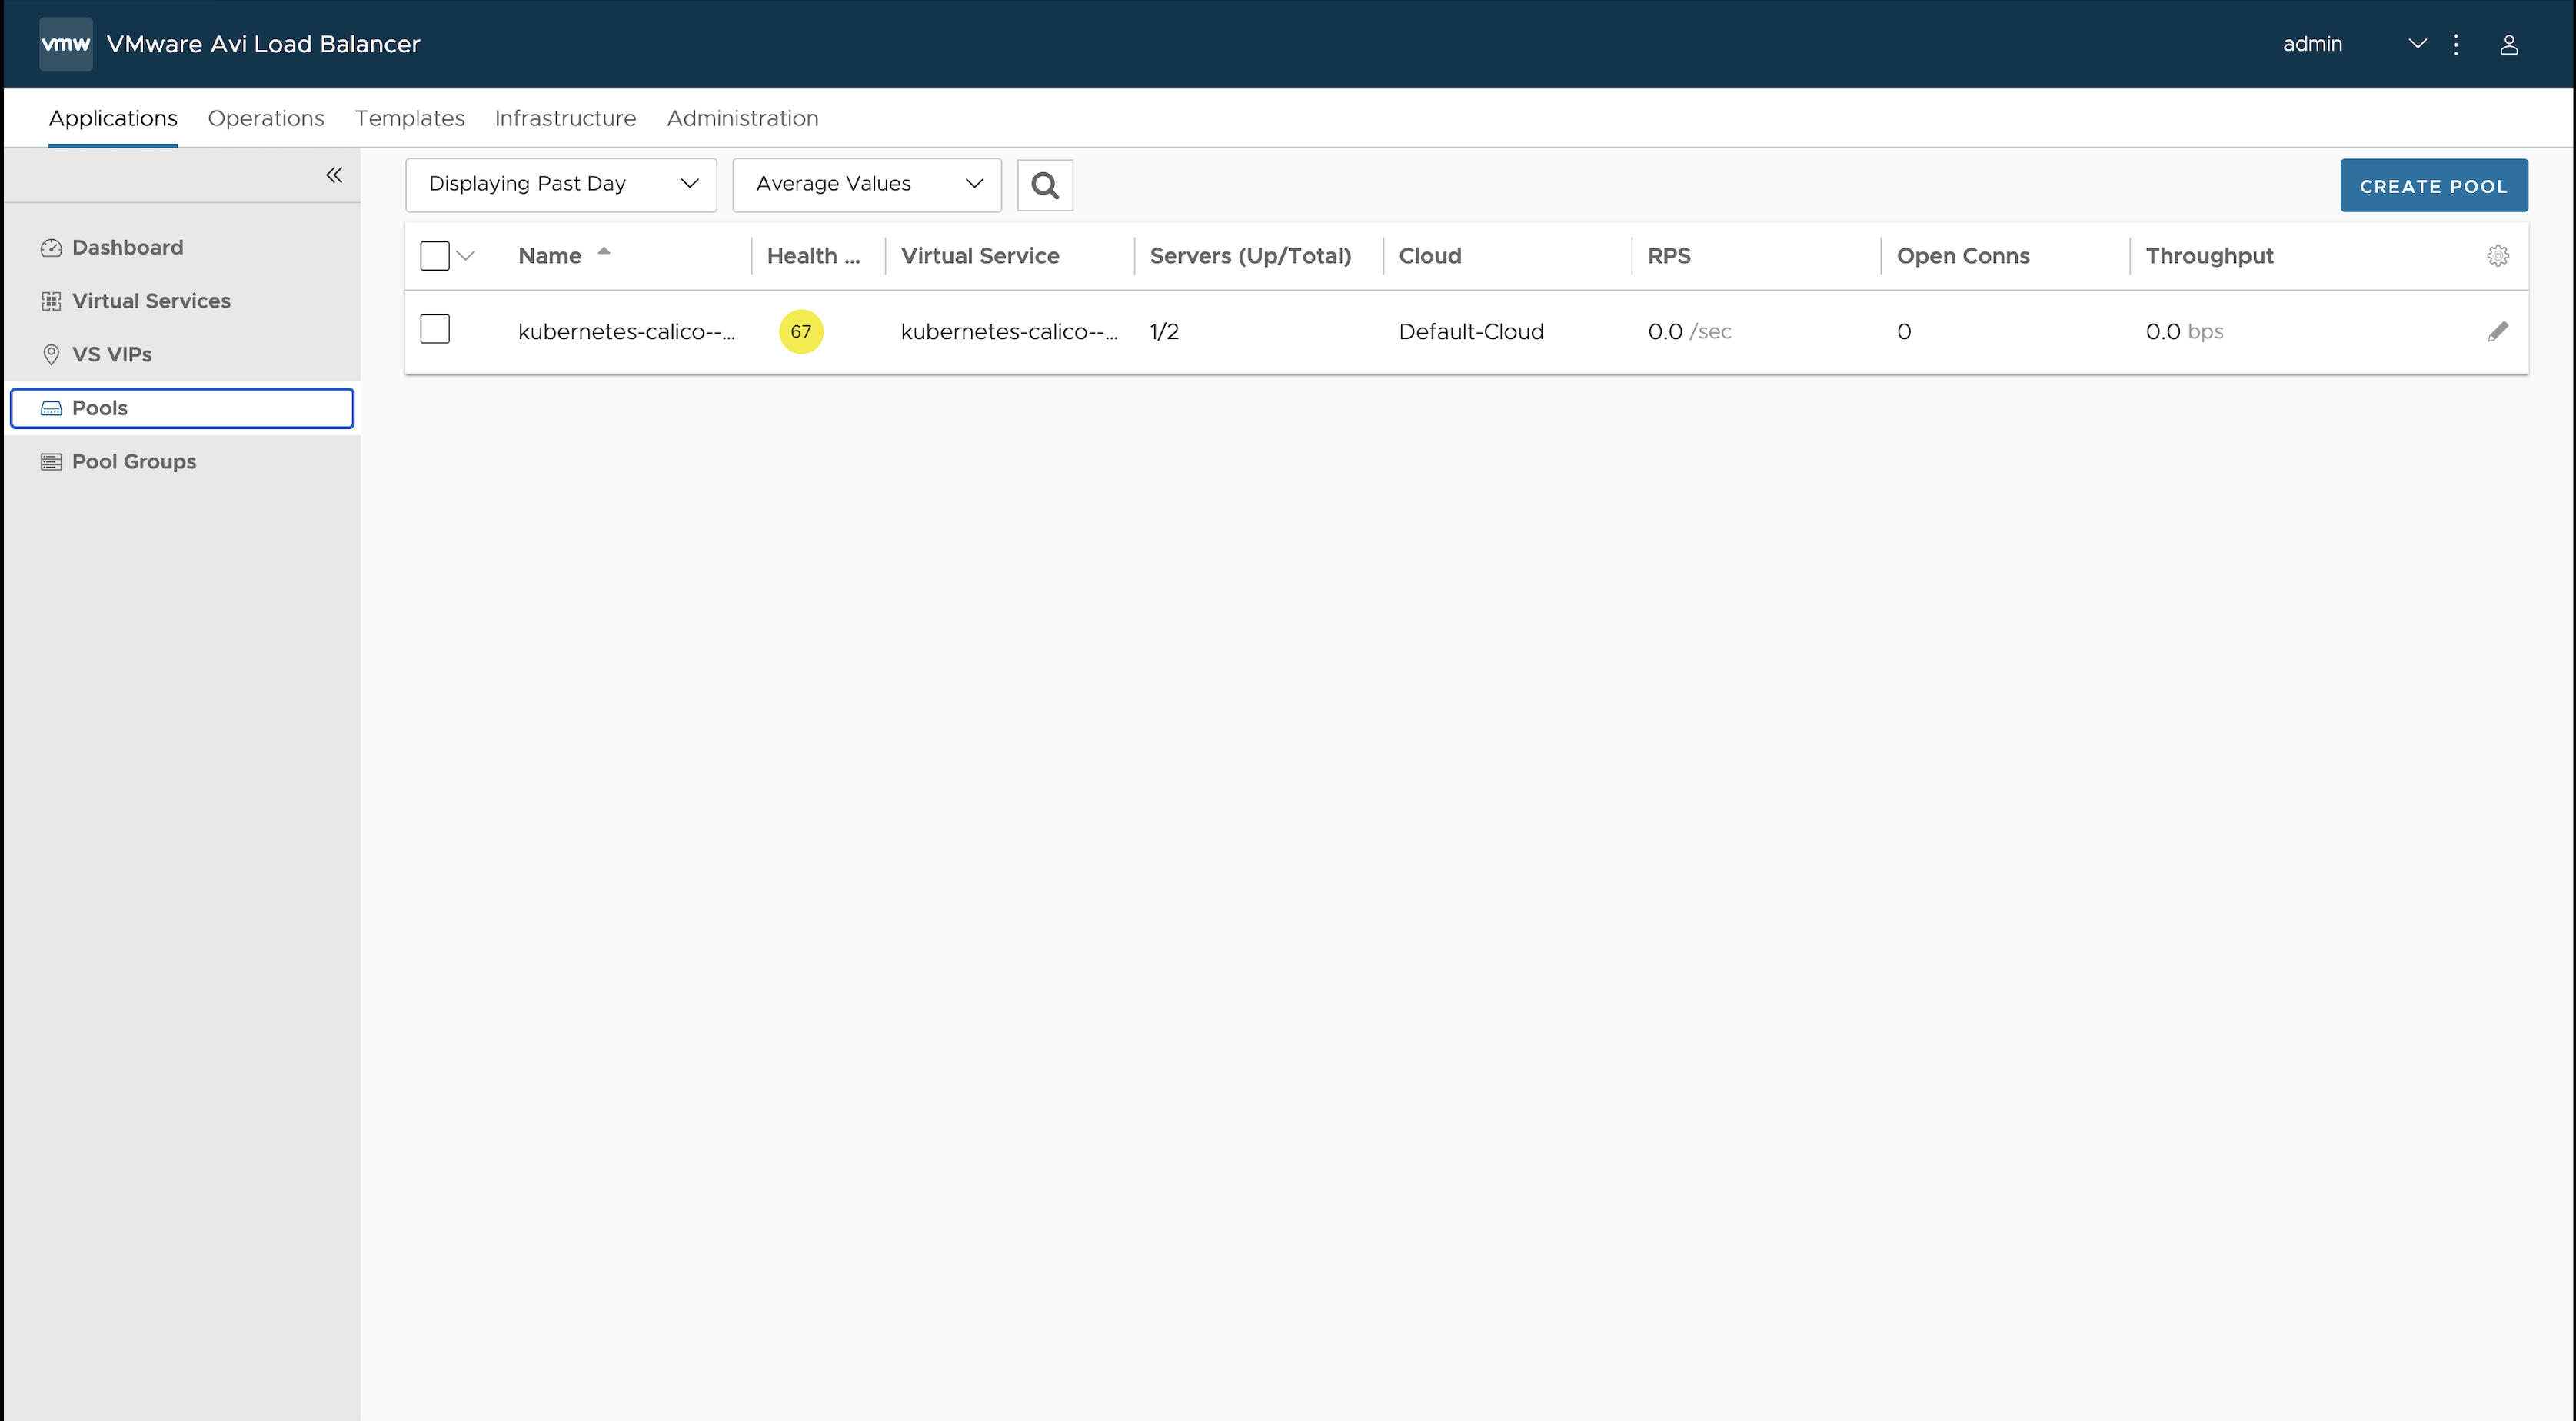 vmw VMware Avi Load Balancer admin
Applications Operations Templates Infrastructure Administration
Displaying Past Day Average Values CREATE POOL
Dashboard
Virtual Services
VS VIPs
Pools
Pool Groups
Name Health ... Virtual Service Servers (Up/Total) Cloud RPS Open Conns Throughput
kubernetes-calico--... 67 kubernetes-calico--... 1/2 Default-Cloud 0.0 /sec 0 0.0 bps